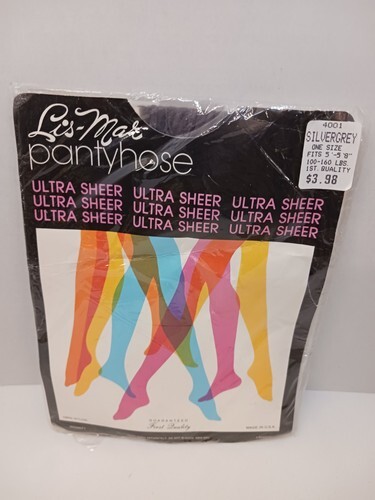 Lis-Mar
pantyhose
4001
SILVERGREY
ONE SIZE
FITS 5'-5'8"
100-160 LBS.
1ST. QUALITY
$3.98
ULTRA SHEER ULTRA SHEER ULTRA SHEER
ULTRA SHEER ULTRA SHEER ULTRA SHEER
ULTRA SHEER ULTRA SHEER ULTRA SHEER
GUARANTEED
First Quality
MADE IN U.S.A.